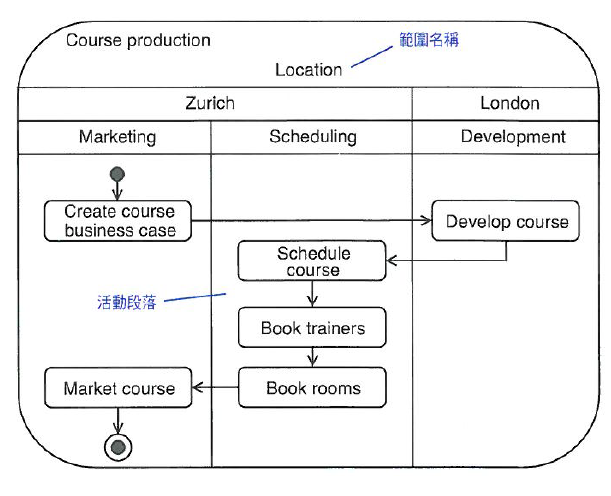 Course production
範圍名稱
Location
Zurich
London
Marketing
Scheduling
Development
Create course
business case
Develop course
Schedule
course
活動段落
Book trainers
Market course
Book rooms